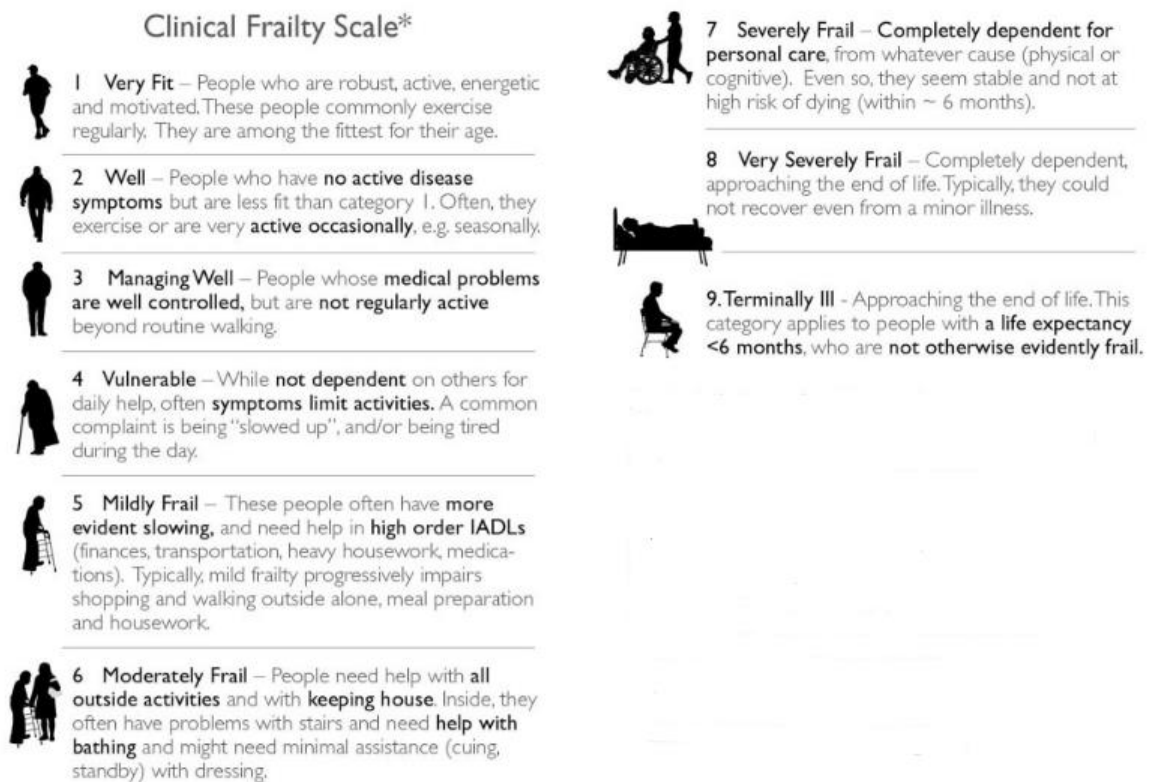 Clinical Frailty Scale*
1 Very Fit – People who are robust, active, energetic
and motivated. These people commonly exercise
regularly. They are among the fittest for their age.
2 Well – People who have no active disease
symptoms but are less fit than category 1. Often, they
exercise or are very active occasionally, e.g. seasonally.
3 Managing Well – People whose medical problems
are well controlled, but are not regularly active
beyond routine walking.
4 Vulnerable – While not dependent on others for
daily help, often symptoms limit activities. A common
complaint is being “slowed up”, and/or being tired
during the day.
5 Mildly Frail – These people often have more
evident slowing, and need help in high order IADLs
(finances, transportation, heavy housework, medica-
tions). Typically, mild frailty progressively impairs
shopping and walking outside alone, meal preparation
and housework.
6 Moderately Frail – People need help with all
outside activities and with keeping house. Inside, they
often have problems with stairs and need help with
bathing and might need minimal assistance (cuing,
standby) with dressing.
7 Severely Frail – Completely dependent for
personal care, from whatever cause (physical or
cognitive). Even so, they seem stable and not at
high risk of dying (within ~ 6 months).
8 Very Severely Frail – Completely dependent,
approaching the end of life. Typically, they could
not recover even from a minor illness.
9. Terminally Ill - Approaching the end of life. This
category applies to people with a life expectancy
<6 months, who are not otherwise evidently frail.